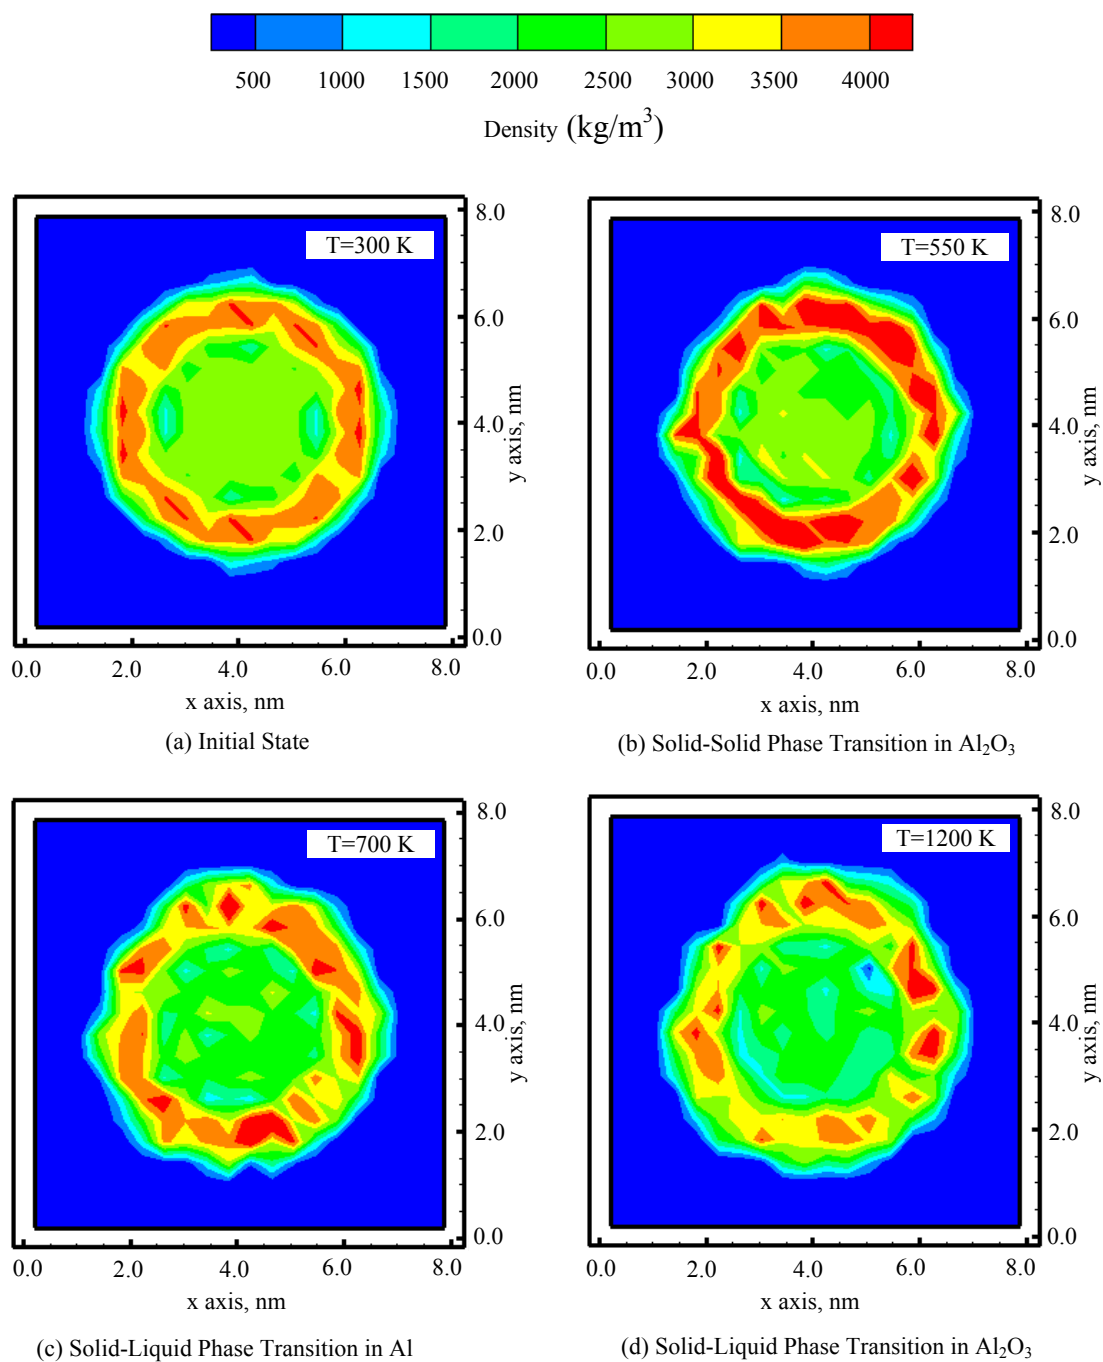 500 1000 1500 2000 2500 3000 3500 4000
Density (kg/m³)
T=300 K
8.0
6.0
4.0
2.0
0.0
y axis, nm
0.0 2.0 4.0 6.0 8.0
x axis, nm
(a) Initial State
T=550 K
8.0
6.0
4.0
2.0
0.0
y axis, nm
0.0 2.0 4.0 6.0 8.0
x axis, nm
(b) Solid-Solid Phase Transition in Al₂O₃
T=700 K
8.0
6.0
4.0
2.0
0.0
y axis, nm
0.0 2.0 4.0 6.0 8.0
x axis, nm
(c) Solid-Liquid Phase Transition in Al
T=1200 K
8.0
6.0
4.0
2.0
0.0
y axis, nm
0.0 2.0 4.0 6.0 8.0
x axis, nm
(d) Solid-Liquid Phase Transition in Al₂O₃